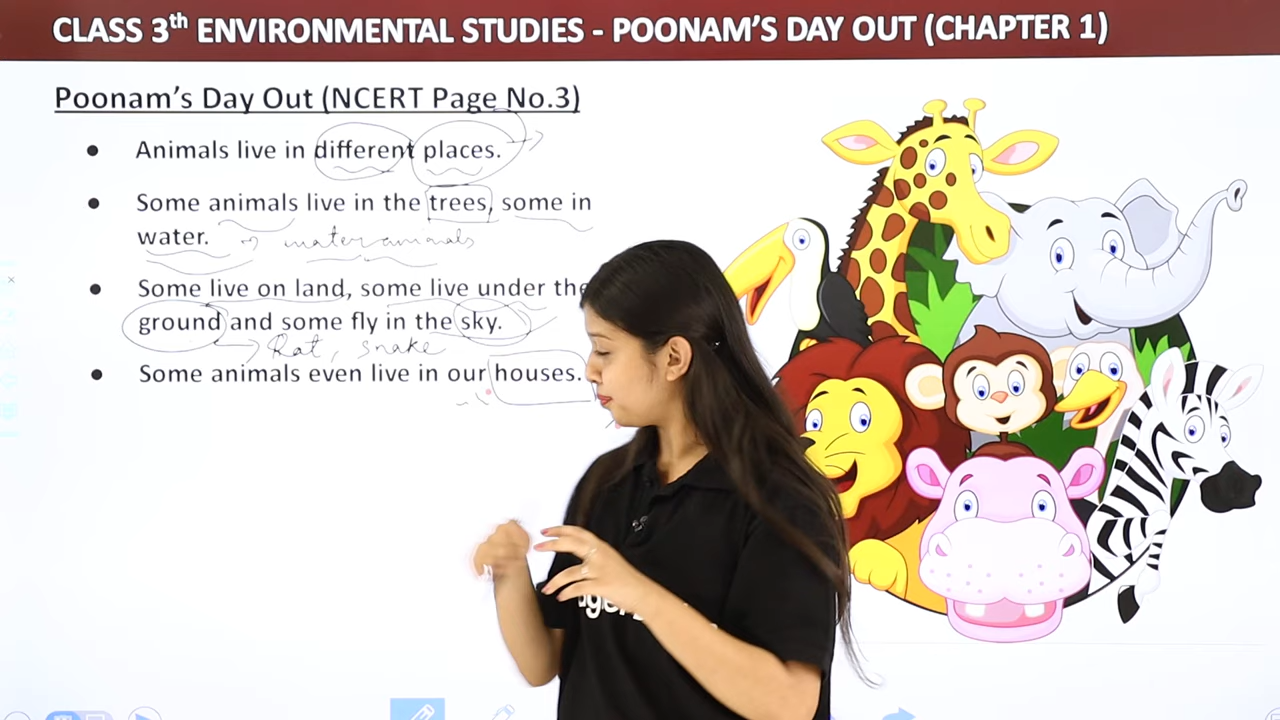 CLASS 3th ENVIRONMENTAL STUDIES - POONAM'S DAY OUT (CHAPTER 1)
Poonam's Day Out (NCERT Page No.3)
● Animals live in different places.
● Some animals live in the trees, some in
water. → water animals
● Some live on land, some live under the
ground and some fly in the sky.
→ Rat, snake
● Some animals even live in our houses.